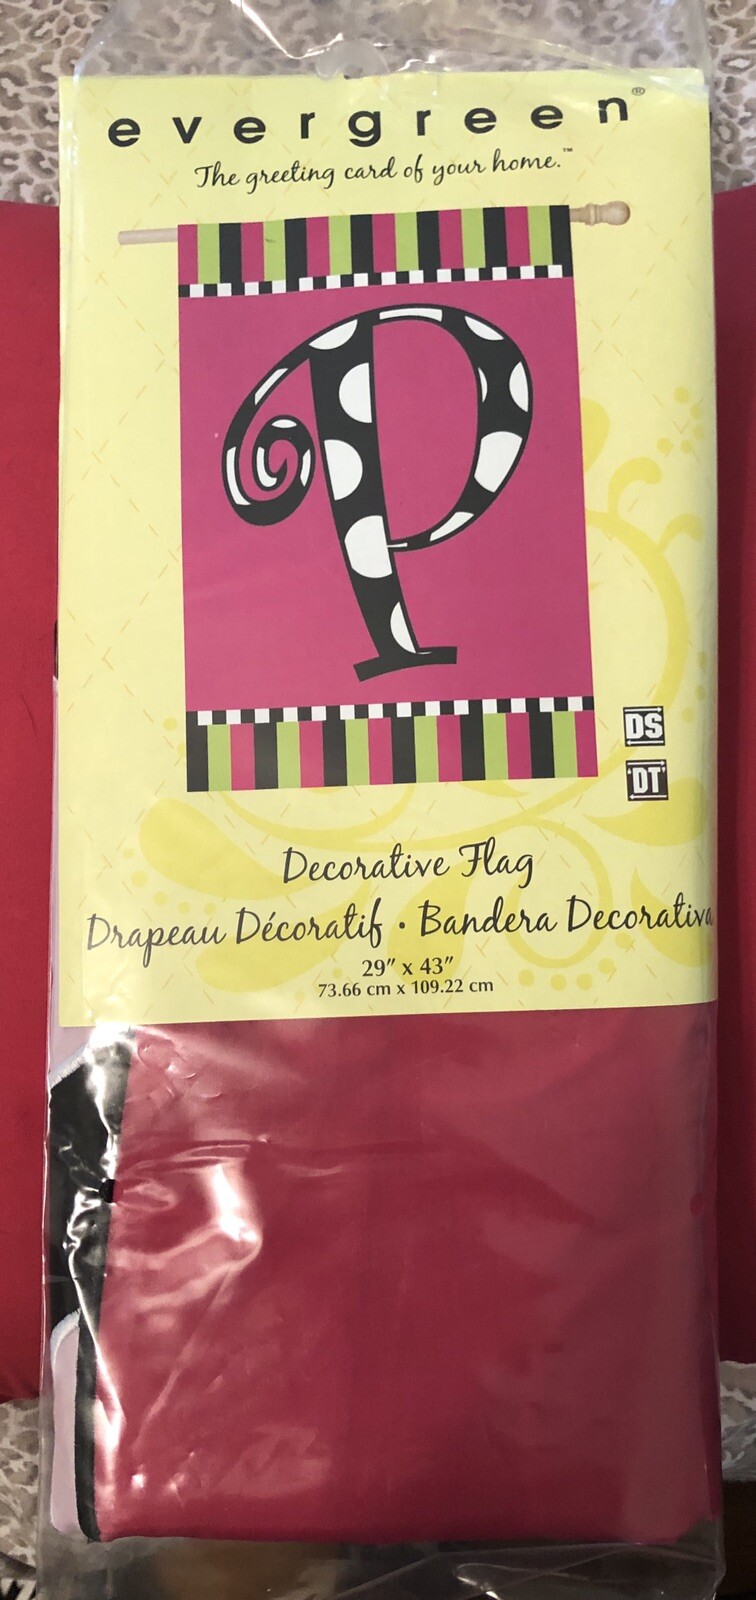 evergreen®
The greeting card of your home.™
P
DS
DT
Decorative Flag
Drapeau Décoratif • Bandera Decorativa
29" x 43"
73.66 cm x 109.22 cm